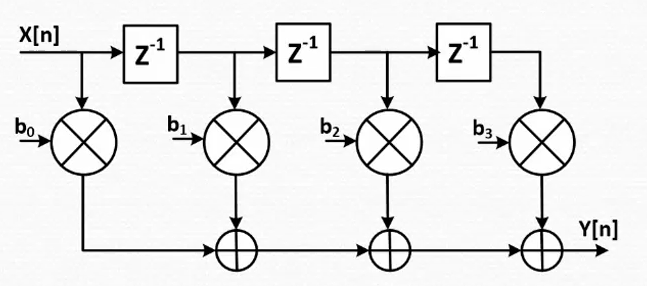 X[n]
Z⁻¹
Z⁻¹
Z⁻¹
b₀
b₁
b₂
b₃
Y[n]